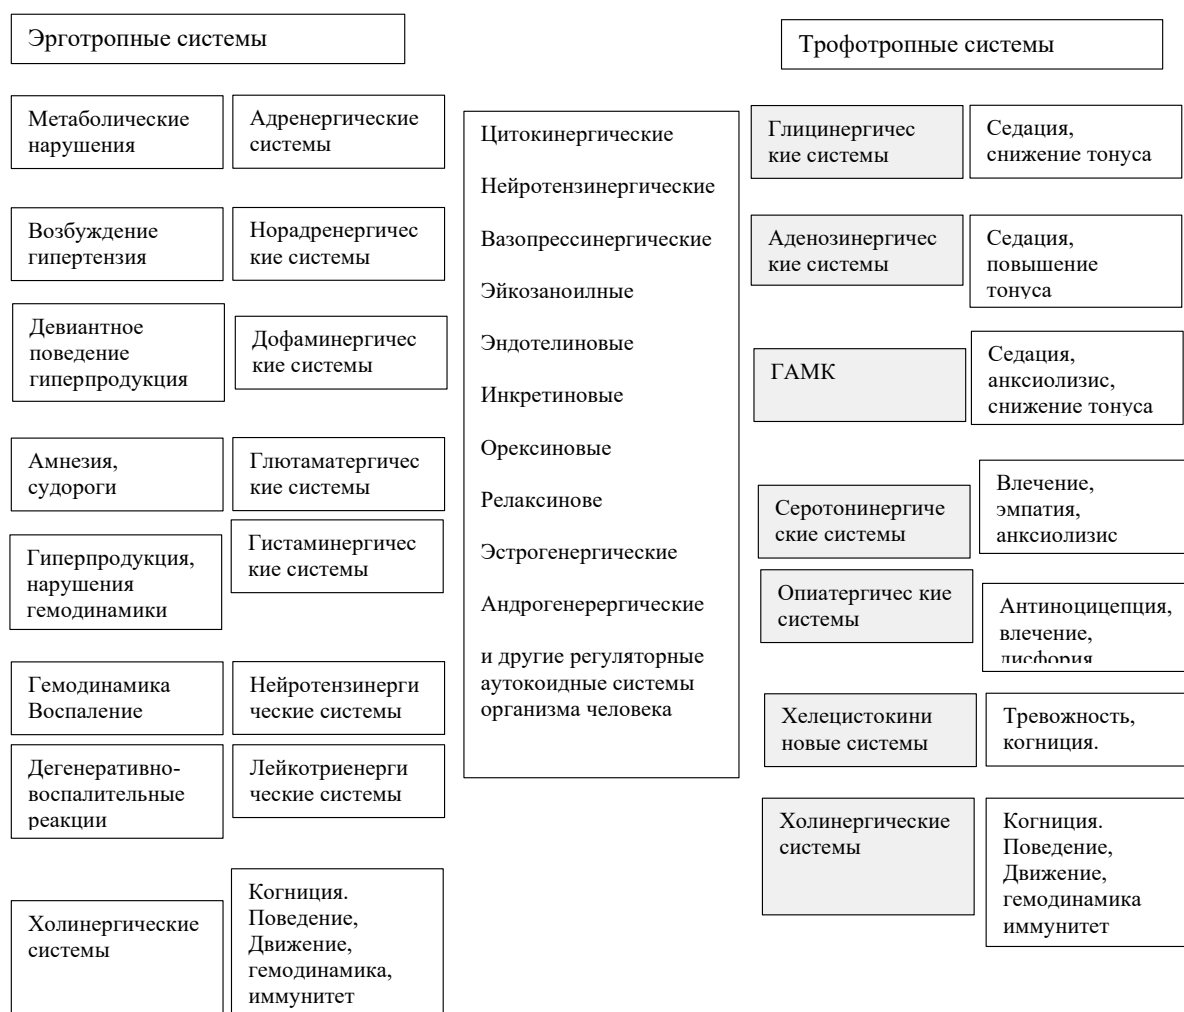 Эрготропные системы
Трофотропные системы
Метаболические
нарушения
Адренергические
системы
Возбуждение
гипертензия
Норадренергичес
кие системы
Девиантное
поведение
гиперпродукция
Дофаминергичес
кие системы
Амнезия,
судороги
Глютаматергичес
кие системы
Гиперпродукция,
нарушения
гемодинамики
Гистаминергичес
кие системы
Гемодинамика
Воспаление
Нейротензинерги
ческие системы
Дегенеративно-
воспалительные
реакции
Лейкотриенерги
ческие системы
Холинергические
системы
Когниция.
Поведение,
Движение,
гемодинамика,
иммунитет
Цитокинергические
Нейротензинергические
Вазопрессинергические
Эйкозаноилные
Эндотелиновые
Инкретиновые
Орексиновые
Релаксинове
Эстрогенергические
Андрогенерергические
и другие регуляторные
аутокоидные системы
организма человека
Глицинергичес
кие системы
Седация,
снижение тонуса
Аденозинергичес
кие системы
Седация,
повышение
тонуса
ГАМК
Седация,
анксиолизис,
снижение тонуса
Серотонинергиче
ские системы
Влечение,
эмпатия,
анксиолизис
Опиатергичес кие
системы
Антиноцицепция,
влечение,
дисфория
Хелецистокини
новые системы
Тревожность,
когниция.
Холинергические
системы
Когниция.
Поведение,
Движение,
гемодинамика
иммунитет